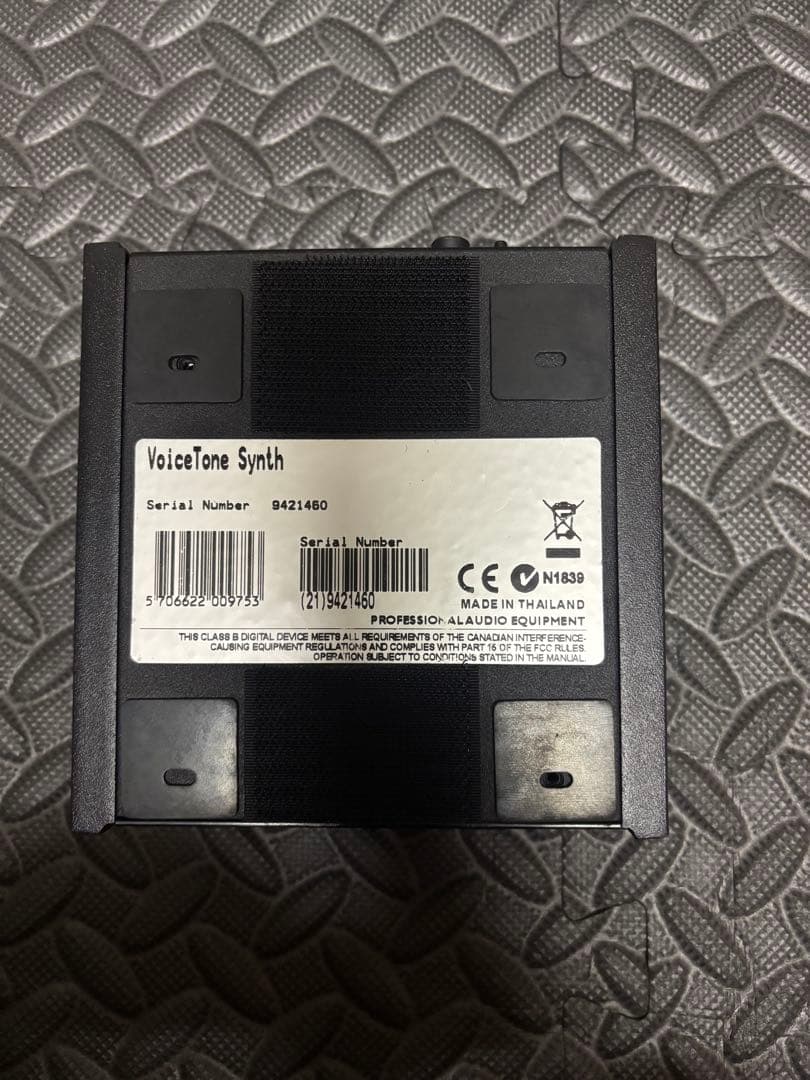 VoiceTone Synth
Serial Number 9421460
Serial Number
5 706622 009753
(21)9421460
CE N1839
MADE IN THAILAND
PROFESSIONAL AUDIO EQUIPMENT
THIS CLASS B DIGITAL DEVICE MEETS ALL REQUIREMENTS OF THE CANADIAN INTERFERENCE-
CAUSING EQUIPMENT REGULATIONS AND COMPLIES WITH PART 15 OF THE FCC RULES.
OPERATION SUBJECT TO CONDITIONS STATED IN THE MANUAL.